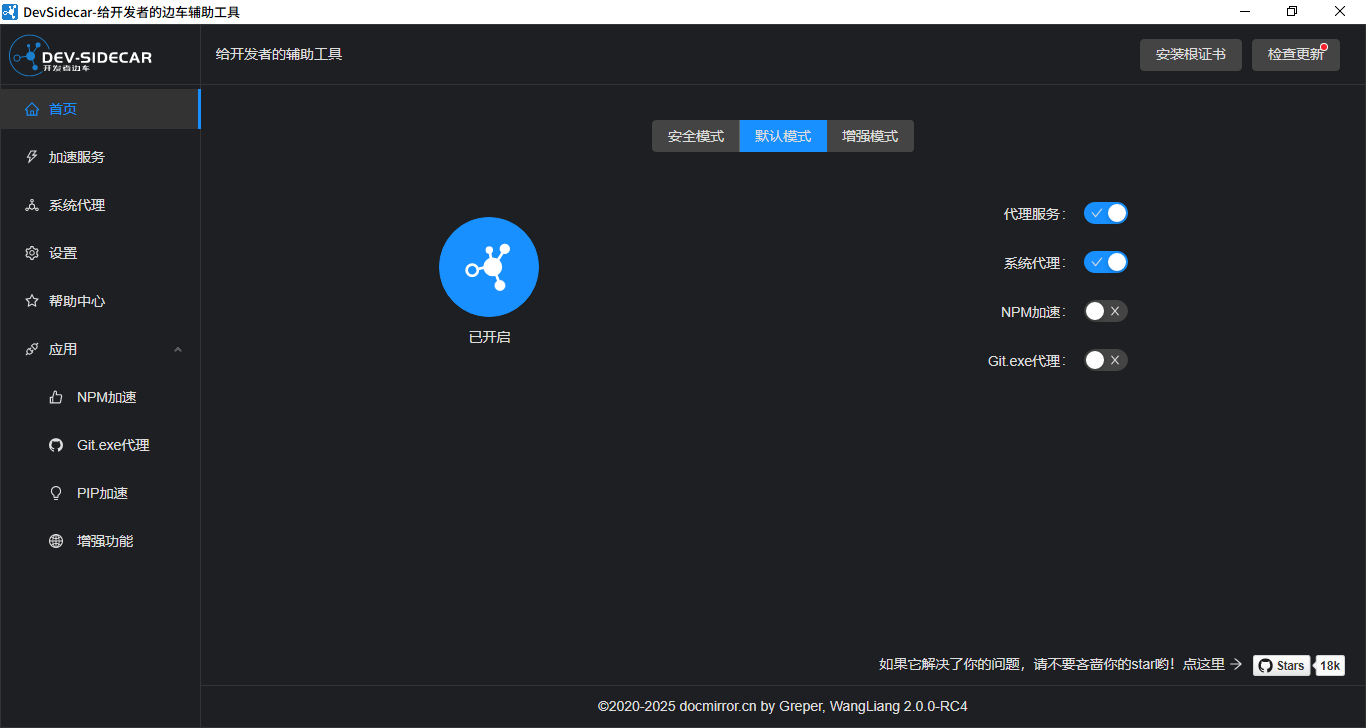 DevSidecar-给开发者的边车辅助工具
DEV-SIDECAR
开发者边车
给开发者的辅助工具
安装根证书
检查更新
首页
加速服务
系统代理
设置
帮助中心
应用
NPM加速
Git.exe代理
PIP加速
增强功能
安全模式
默认模式
增强模式
已开启
代理服务：
系统代理：
NPM加速：
Git.exe代理：
如果它解决了你的问题，请不要吝啬你的star哟！点这里
Stars
18k
©2020-2025 docmirror.cn by Greper, WangLiang 2.0.0-RC4